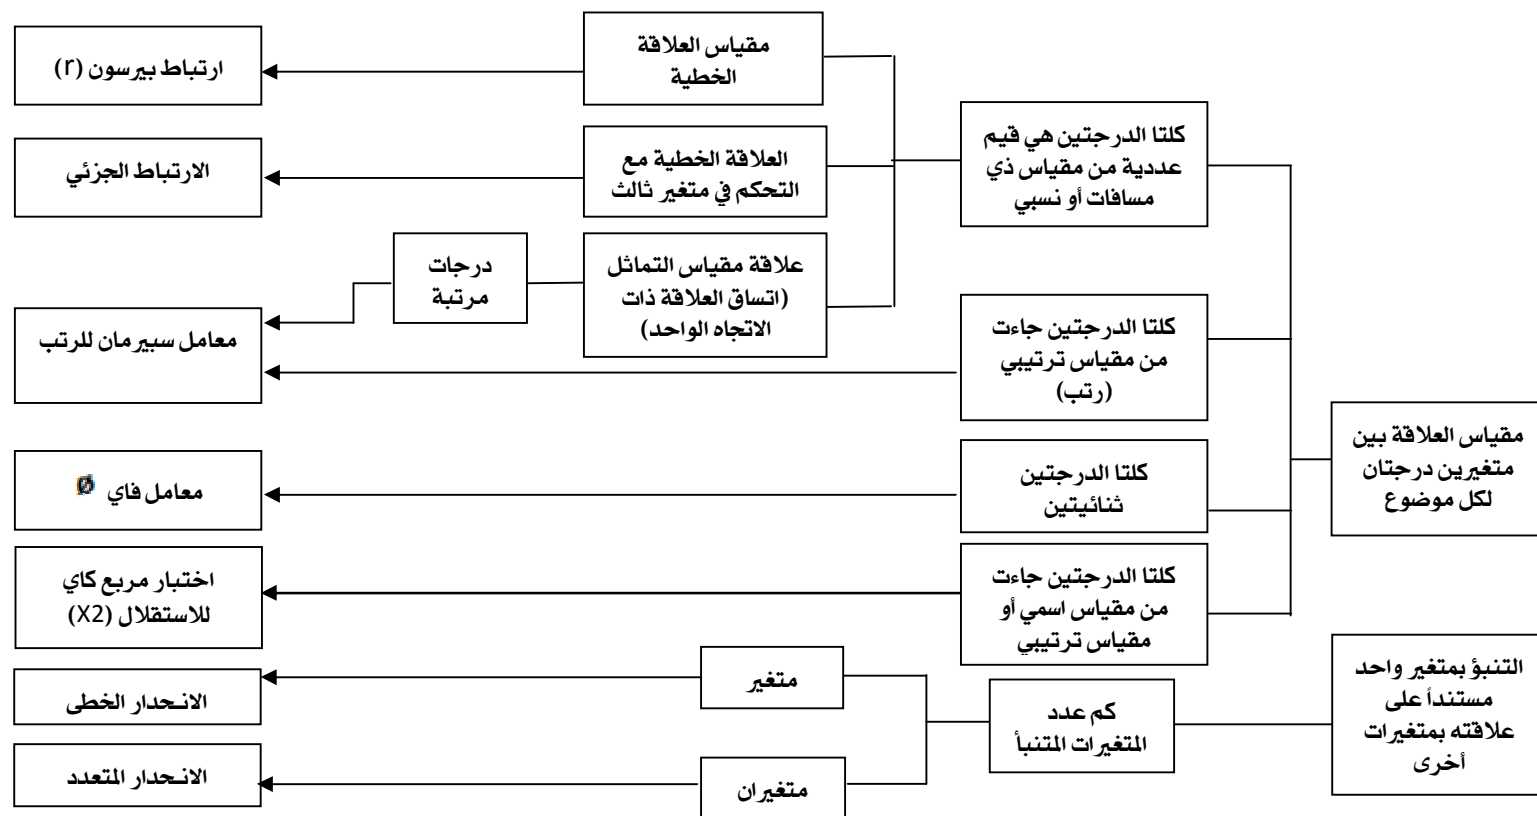 مقياس العلاقة بين
متغيرين درجتان
لكل موضوع
كلتا الدرجتين هي قيم
عددية من مقياس ذي
مسافات أو نسبي
مقياس العلاقة
الخطية
ارتباط بيرسون (r)
العلاقة الخطية مع
التحكم في متغير ثالث
الارتباط الجزئي
علاقة مقياس التماثل
(اتساق العلاقة ذات
الاتجاه الواحد)
درجات
مرتبة
معامل سبيرمان للرتب
كلتا الدرجتين جاءت
من مقياس ترتيبي
(رتب)
كلتا الدرجتين
ثنائيتين
معامل فاي Ø
كلتا الدرجتين جاءت
من مقياس اسمي أو
مقياس ترتيبي
اختبار مربع كاي
للاستقلال (X2)
التنبؤ بمتغير واحد
مستنداً على
علاقته بمتغيرات
أخرى
كم عدد
المتغيرات المتنبأ
متغير
الانحدار الخطى
متغيران
الانحدار المتعدد